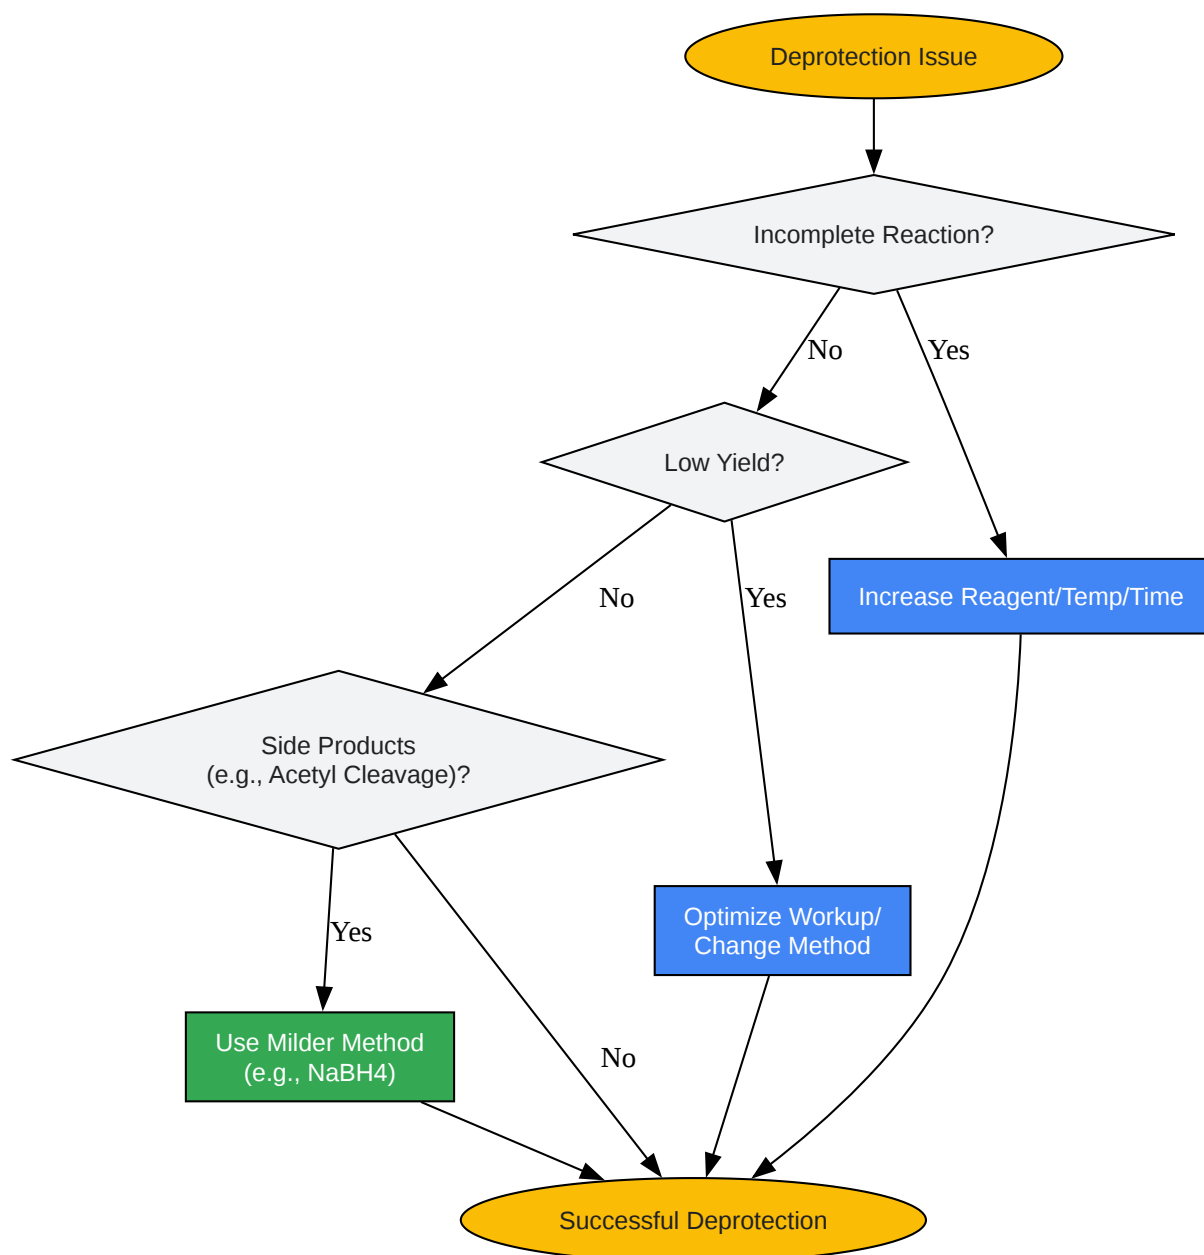 Deprotection Issue
Incomplete Reaction?
No
Yes
Low Yield?
No
Yes
Increase Reagent/Temp/Time
Side Products
(e.g., Acetyl Cleavage)?
Yes
Optimize Workup/
Change Method
Use Milder Method
(e.g., NaBH4)
No
Successful Deprotection